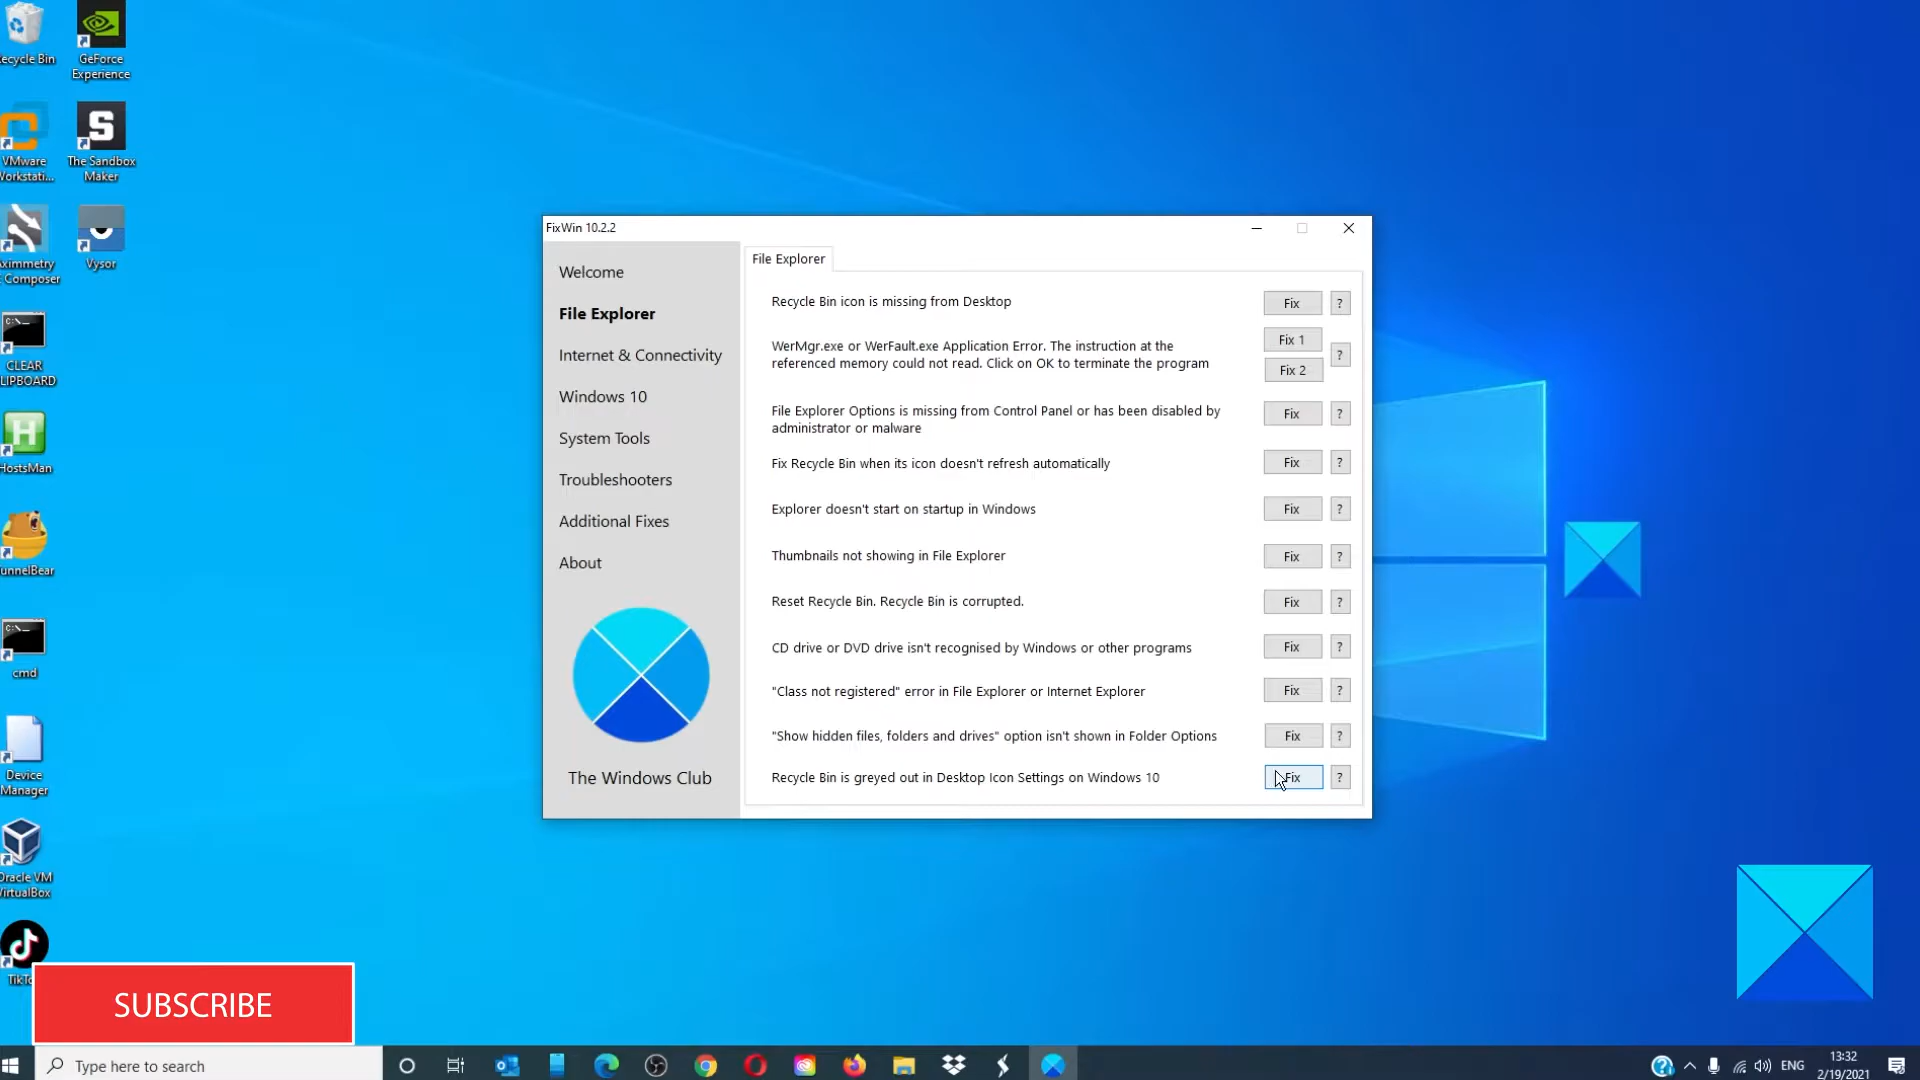 ecycle Bin
GeForce
Experience
VMware
Workstati...
The Sandbox
Maker
Aximmetry
Composer
Vysor
CLEAR
LIPBOARD
HostsMan
unnelBear
cmd
Device
Manager
Oracle VM
VirtualBox
TikTo
SUBSCRIBE
FixWin 10.2.2
Welcome
File Explorer
Internet & Connectivity
Windows 10
System Tools
Troubleshooters
Additional Fixes
About
The Windows Club
File Explorer
Recycle Bin icon is missing from Desktop
Fix ?
WerMgr.exe or WerFault.exe Application Error. The instruction at the
referenced memory could not read. Click on OK to terminate the program
Fix 1
Fix 2
?
File Explorer Options is missing from Control Panel or has been disabled by
administrator or malware
Fix ?
Fix Recycle Bin when its icon doesn't refresh automatically
Fix ?
Explorer doesn't start on startup in Windows
Fix ?
Thumbnails not showing in File Explorer
Fix ?
Reset Recycle Bin. Recycle Bin is corrupted.
Fix ?
CD drive or DVD drive isn't recognised by Windows or other programs
Fix ?
"Class not registered" error in File Explorer or Internet Explorer
Fix ?
"Show hidden files, folders and drives" option isn't shown in Folder Options
Fix ?
Recycle Bin is greyed out in Desktop Icon Settings on Windows 10
Fix ?
Type here to search
ENG
13:32
2/19/2021